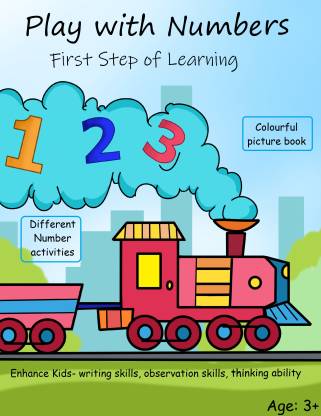 Play with Numbers
First Step of Learning
1 2 3
Colourful
picture book
Different
Number
activities
Enhance Kids- writing skills, observation skills, thinking ability
Age: 3+